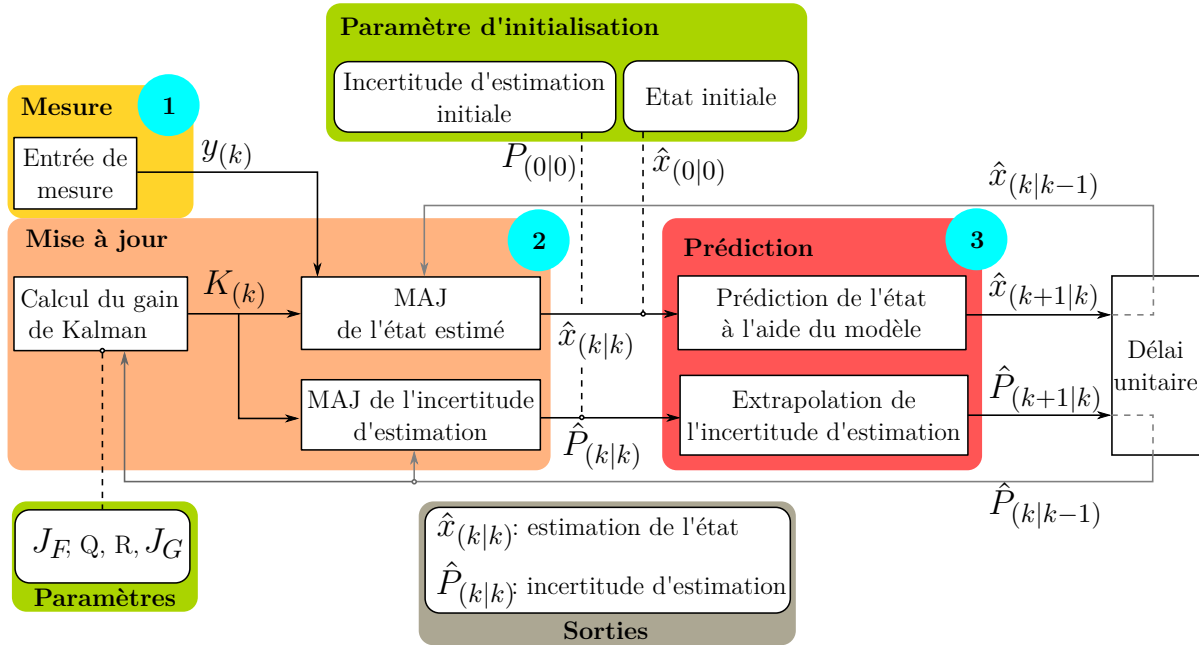 Paramètre d'initialisation
Incertitude d'estimation
initiale
Etat initiale
Mesure
1
Entrée de
mesure
y(k)
P(0|0)
x̂(0|0)
x̂(k|k−1)
Mise à jour
2
Prédiction
3
Calcul du gain
de Kalman
K(k)
MAJ
de l'état estimé
x̂(k|k)
Prédiction de l'état
à l'aide du modèle
x̂(k+1|k)
Délai
unitaire
MAJ de l'incertitude
d'estimation
P̂(k|k)
Extrapolation de
l'incertitude d'estimation
P̂(k+1|k)
P̂(k|k−1)
J_F, Q, R, J_G
Paramètres
x̂(k|k): estimation de l'état
P̂(k|k): incertitude d'estimation
Sorties